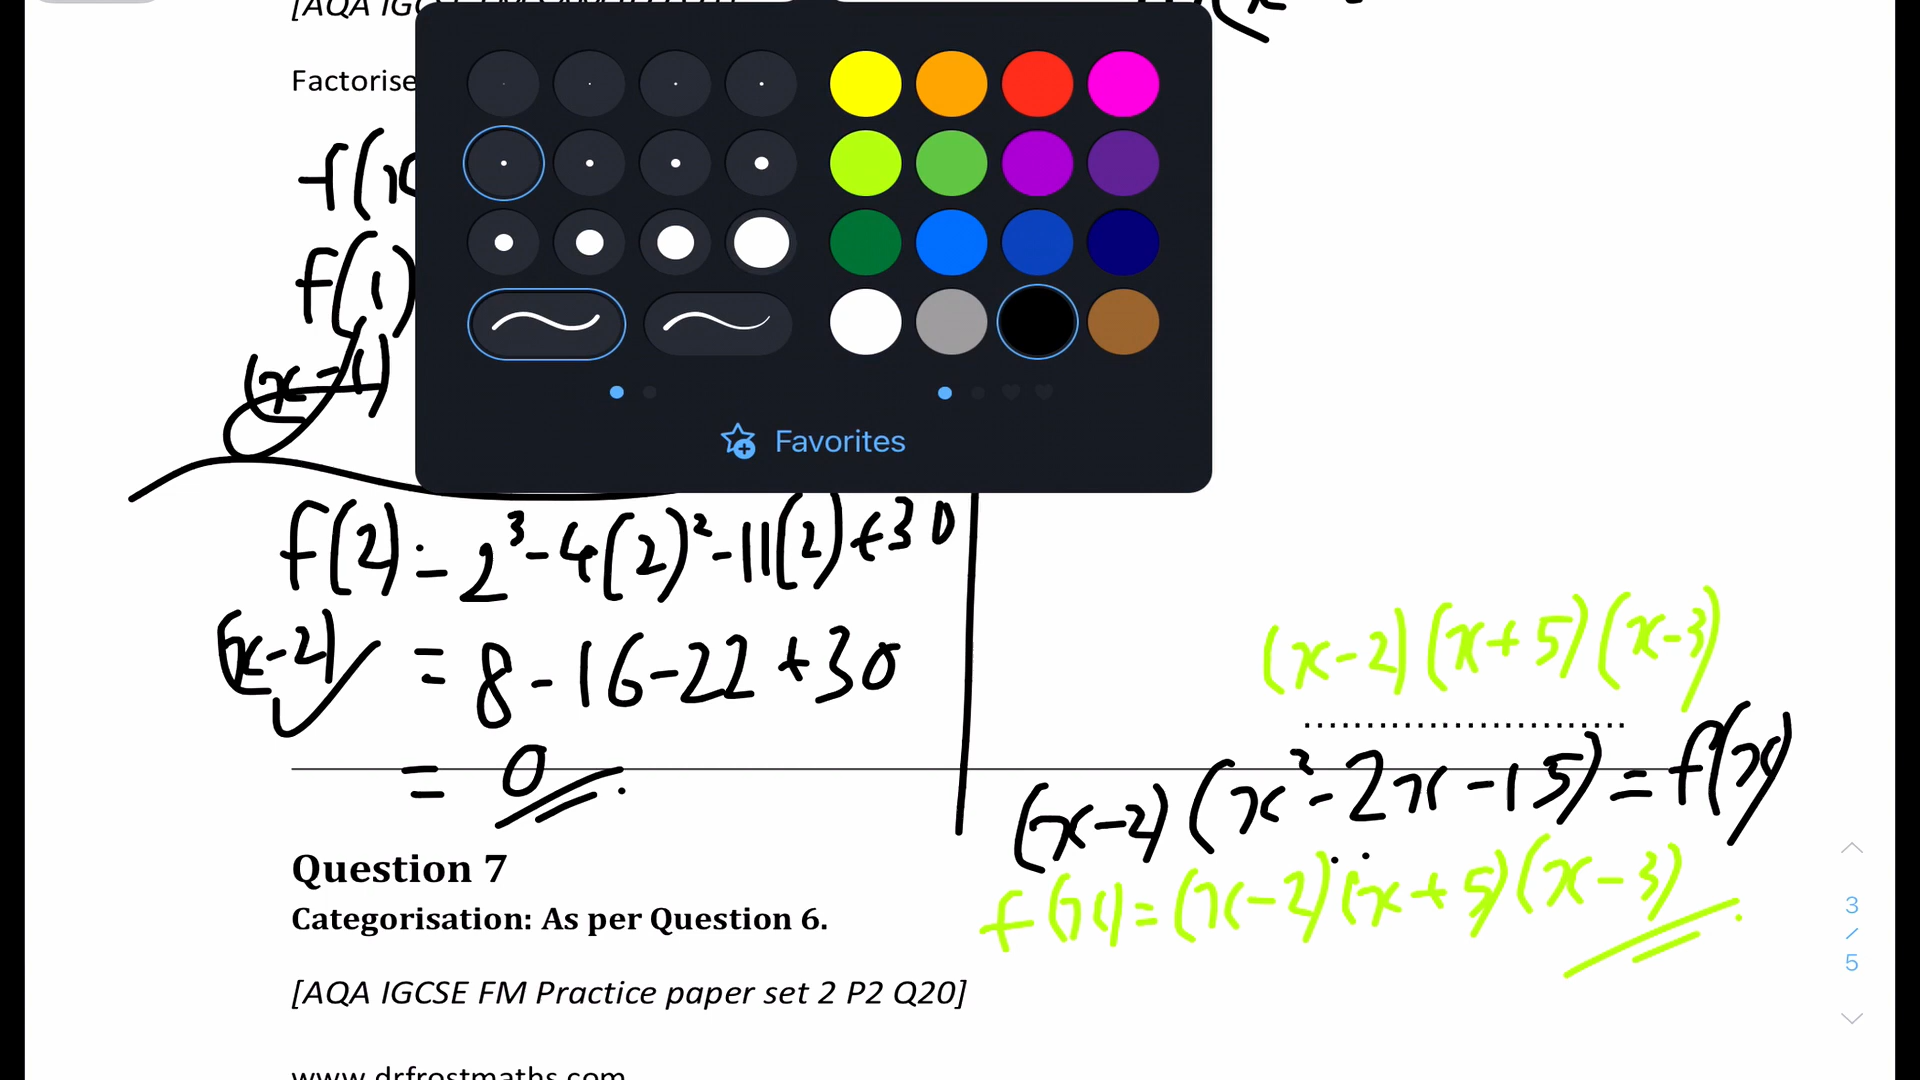 [AQA IGC
Factorise
f(x
f(1)
(x-1)
Favorites
f(2) = 2³-4(2)²-11(2)+30
(x-2)
= 8-16-22+30
= 0
(x-2)(x+5)(x-3)
(x-2)(x²-2x-15)=f(x)
f(x)=(x-2)(x+5)(x-3)
Question 7
Categorisation: As per Question 6.
[AQA IGCSE FM Practice paper set 2 P2 Q20]
www.drfrostmaths.com
3
/
5